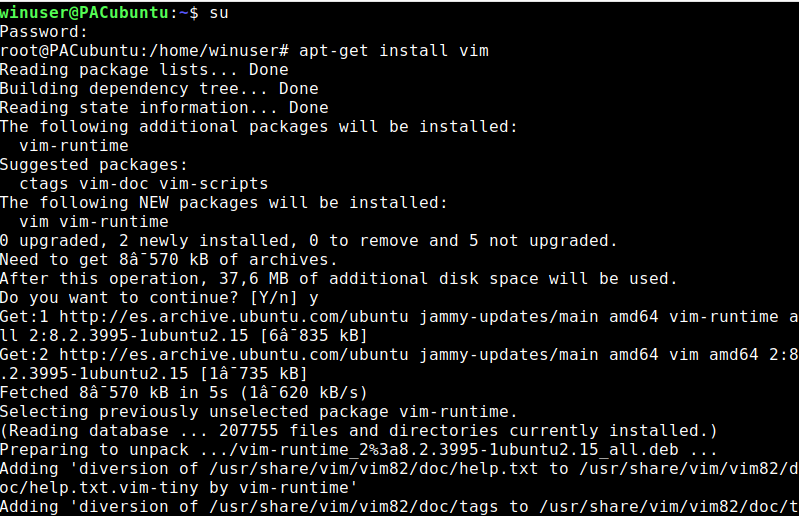 winuser@PACubuntu:~$ su
Password:
root@PACubuntu:/home/winuser# apt-get install vim
Reading package lists... Done
Building dependency tree... Done
Reading state information... Done
The following additional packages will be installed:
  vim-runtime
Suggested packages:
  ctags vim-doc vim-scripts
The following NEW packages will be installed:
  vim vim-runtime
0 upgraded, 2 newly installed, 0 to remove and 5 not upgraded.
Need to get 8â¯570 kB of archives.
After this operation, 37,6 MB of additional disk space will be used.
Do you want to continue? [Y/n] y
Get:1 http://es.archive.ubuntu.com/ubuntu jammy-updates/main amd64 vim-runtime a
ll 2:8.2.3995-1ubuntu2.15 [6â¯835 kB]
Get:2 http://es.archive.ubuntu.com/ubuntu jammy-updates/main amd64 vim amd64 2:8
.2.3995-1ubuntu2.15 [1â¯735 kB]
Fetched 8â¯570 kB in 5s (1â¯620 kB/s)
Selecting previously unselected package vim-runtime.
(Reading database ... 207755 files and directories currently installed.)
Preparing to unpack .../vim-runtime_2%3a8.2.3995-1ubuntu2.15_all.deb ...
Adding 'diversion of /usr/share/vim/vim82/doc/help.txt to /usr/share/vim/vim82/d
oc/help.txt.vim-tiny by vim-runtime'
Adding 'diversion of /usr/share/vim/vim82/doc/tags to /usr/share/vim/vim82/doc/t